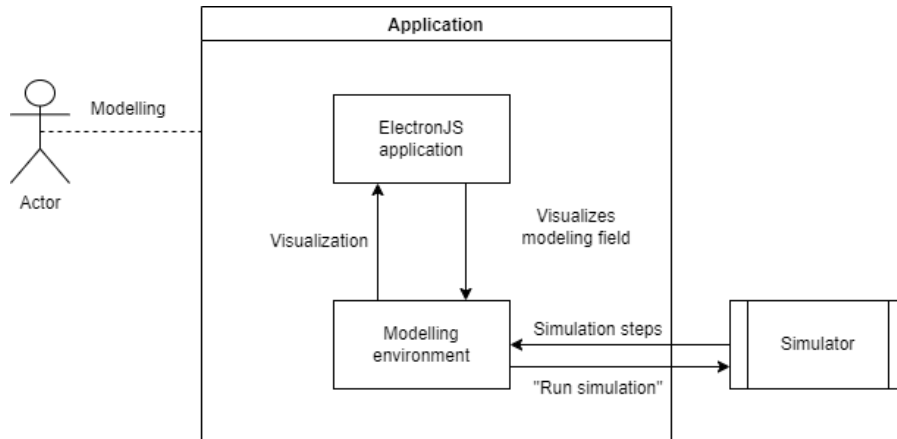 Application
Modelling
Actor
ElectronJS
application
Visualization
Visualizes
modeling field
Modelling
environment
Simulation steps
"Run simulation"
Simulator